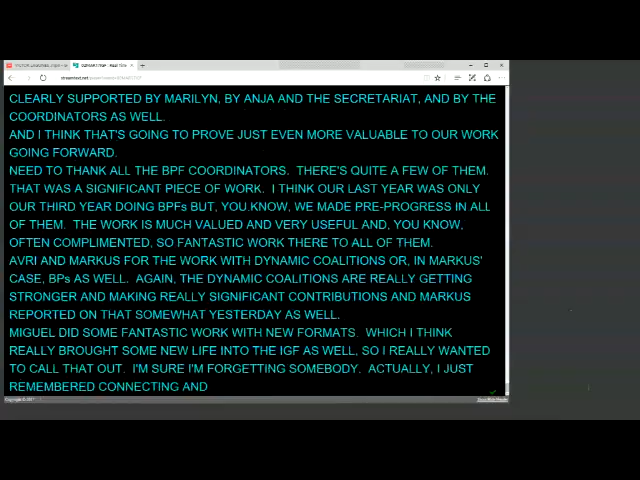 streamtext.net
CLEARLY SUPPORTED BY MARILYN, BY ANJA AND THE SECRETARIAT, AND BY THE
COORDINATORS AS WELL.
AND I THINK THAT'S GOING TO PROVE JUST EVEN MORE VALUABLE TO OUR WORK
GOING FORWARD.
NEED TO THANK ALL THE BPF COORDINATORS. THERE'S QUITE A FEW OF THEM.
THAT WAS A SIGNIFICANT PIECE OF WORK. I THINK OUR LAST YEAR WAS ONLY
OUR THIRD YEAR DOING BPFs BUT, YOU.KNOW, WE MADE PRE-PROGRESS IN ALL
OF THEM. THE WORK IS MUCH VALUED AND VERY USEFUL AND, YOU KNOW,
OFTEN COMPLIMENTED, SO FANTASTIC WORK THERE TO ALL OF THEM.
AVRI AND MARKUS FOR THE WORK WITH DYNAMIC COALITIONS OR, IN MARKUS'
CASE, BPs AS WELL. AGAIN, THE DYNAMIC COALITIONS ARE REALLY GETTING
STRONGER AND MAKING REALLY SIGNIFICANT CONTRIBUTIONS AND MARKUS
REPORTED ON THAT SOMEWHAT YESTERDAY AS WELL.
MIGUEL DID SOME FANTASTIC WORK WITH NEW FORMATS. WHICH I THINK
REALLY BROUGHT SOME NEW LIFE INTO THE IGF AS WELL, SO I REALLY WANTED
TO CALL THAT OUT. I'M SURE I'M FORGETTING SOMEBODY. ACTUALLY, I JUST
REMEMBERED CONNECTING AND